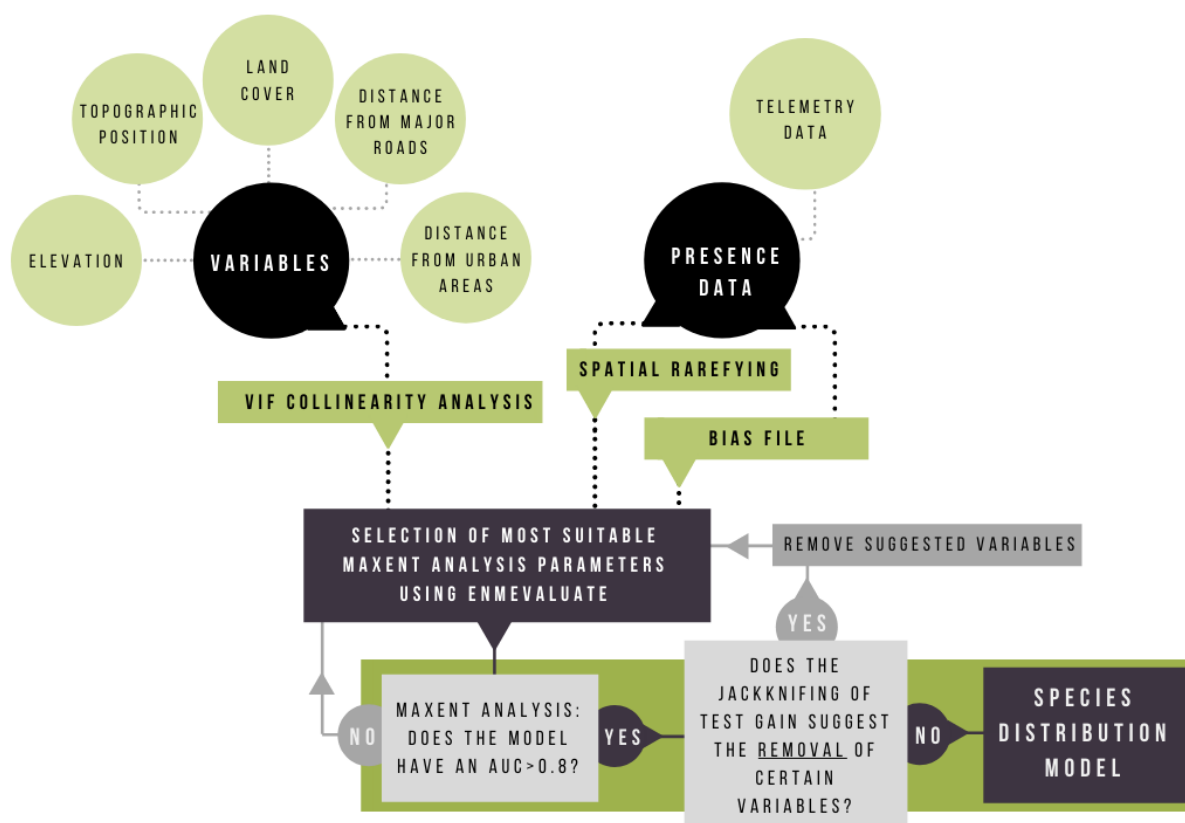 LAND
COVER
TOPOGRAPHIC
POSITION
DISTANCE
FROM MAJOR
ROADS
ELEVATION
VARIABLES
DISTANCE
FROM URBAN
AREAS
TELEMETRY
DATA
PRESENCE
DATA
VIF COLLINEARITY ANALYSIS
SPATIAL RAREFYING
BIAS FILE
SELECTION OF MOST SUITABLE
MAXENT ANALYSIS PARAMETERS
USING ENMEVALUATE
REMOVE SUGGESTED VARIABLES
YES
NO
MAXENT ANALYSIS:
DOES THE MODEL
HAVE AN AUC>0.8?
YES
DOES THE
JACKKNIFING OF
TEST GAIN SUGGEST
THE REMOVAL OF
CERTAIN
VARIABLES?
NO
SPECIES
DISTRIBUTION
MODEL